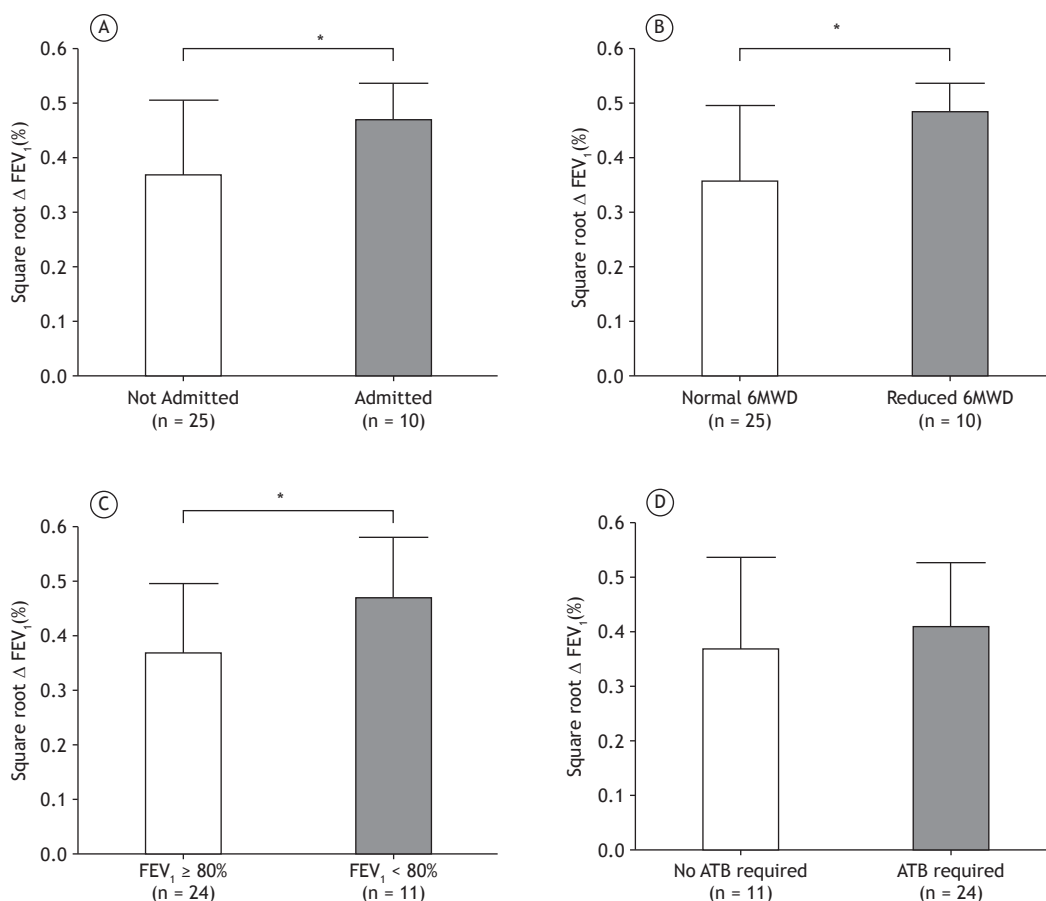 A
*
Square root Δ FEV₁(%)
0.6
0.5
0.4
0.3
0.2
0.1
0.0
Not Admitted
(n = 25)
Admitted
(n = 10)
B
*
Square root Δ FEV₁(%)
0.6
0.5
0.4
0.3
0.2
0.1
0.0
Normal 6MWD
(n = 25)
Reduced 6MWD
(n = 10)
C
*
Square root Δ FEV₁(%)
0.6
0.5
0.4
0.3
0.2
0.1
0.0
FEV₁ ≥ 80%
(n = 24)
FEV₁ < 80%
(n = 11)
D
Square root Δ FEV₁(%)
0.6
0.5
0.4
0.3
0.2
0.1
0.0
No ATB required
(n = 11)
ATB required
(n = 24)